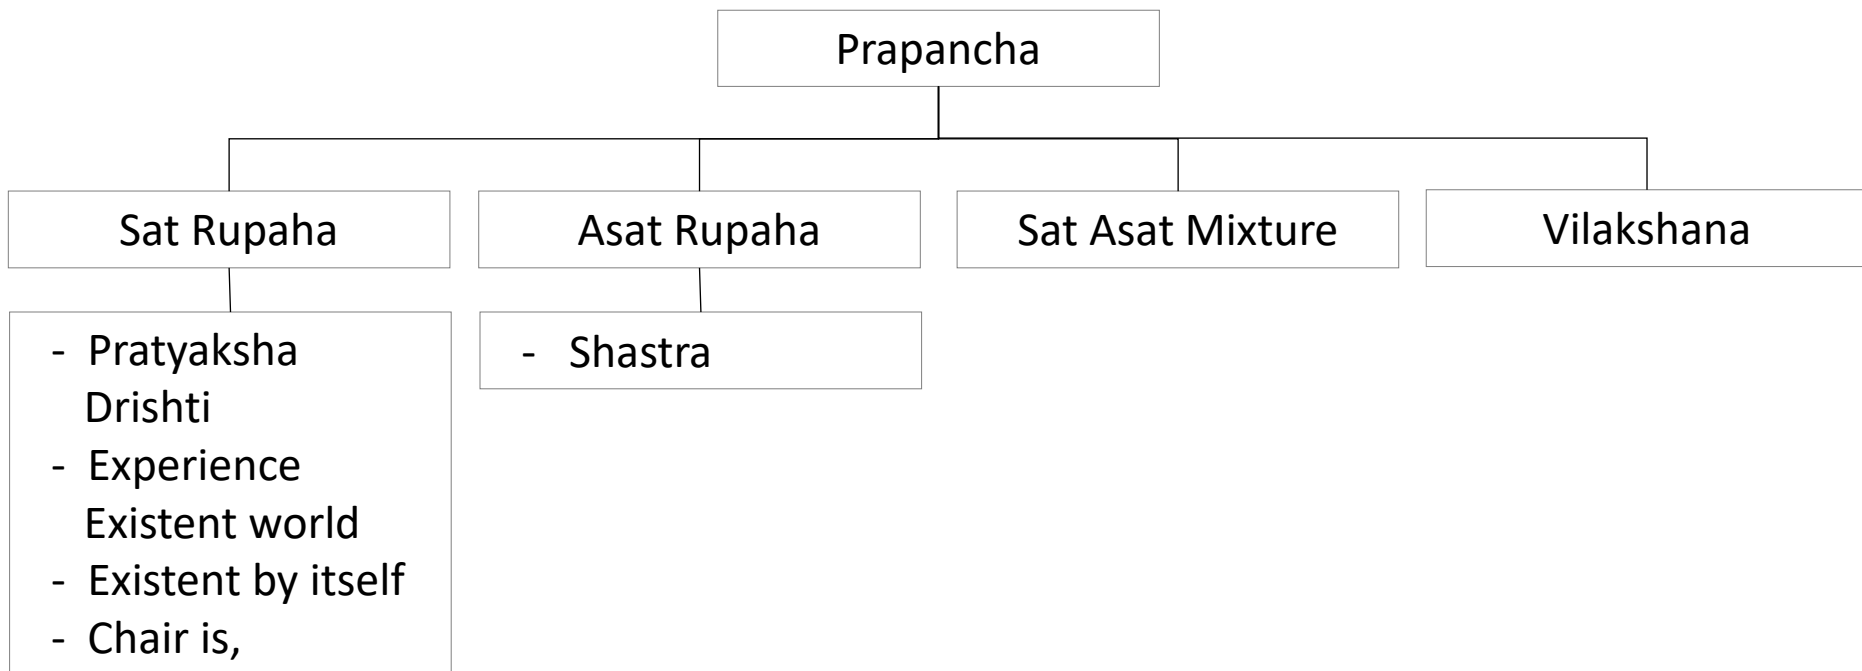 Prapancha
Sat Rupaha
Asat Rupaha
Sat Asat Mixture
Vilakshana
- Pratyaksha
Drishti
- Experience
Existent world
- Existent by itself
- Chair is,
- Shastra